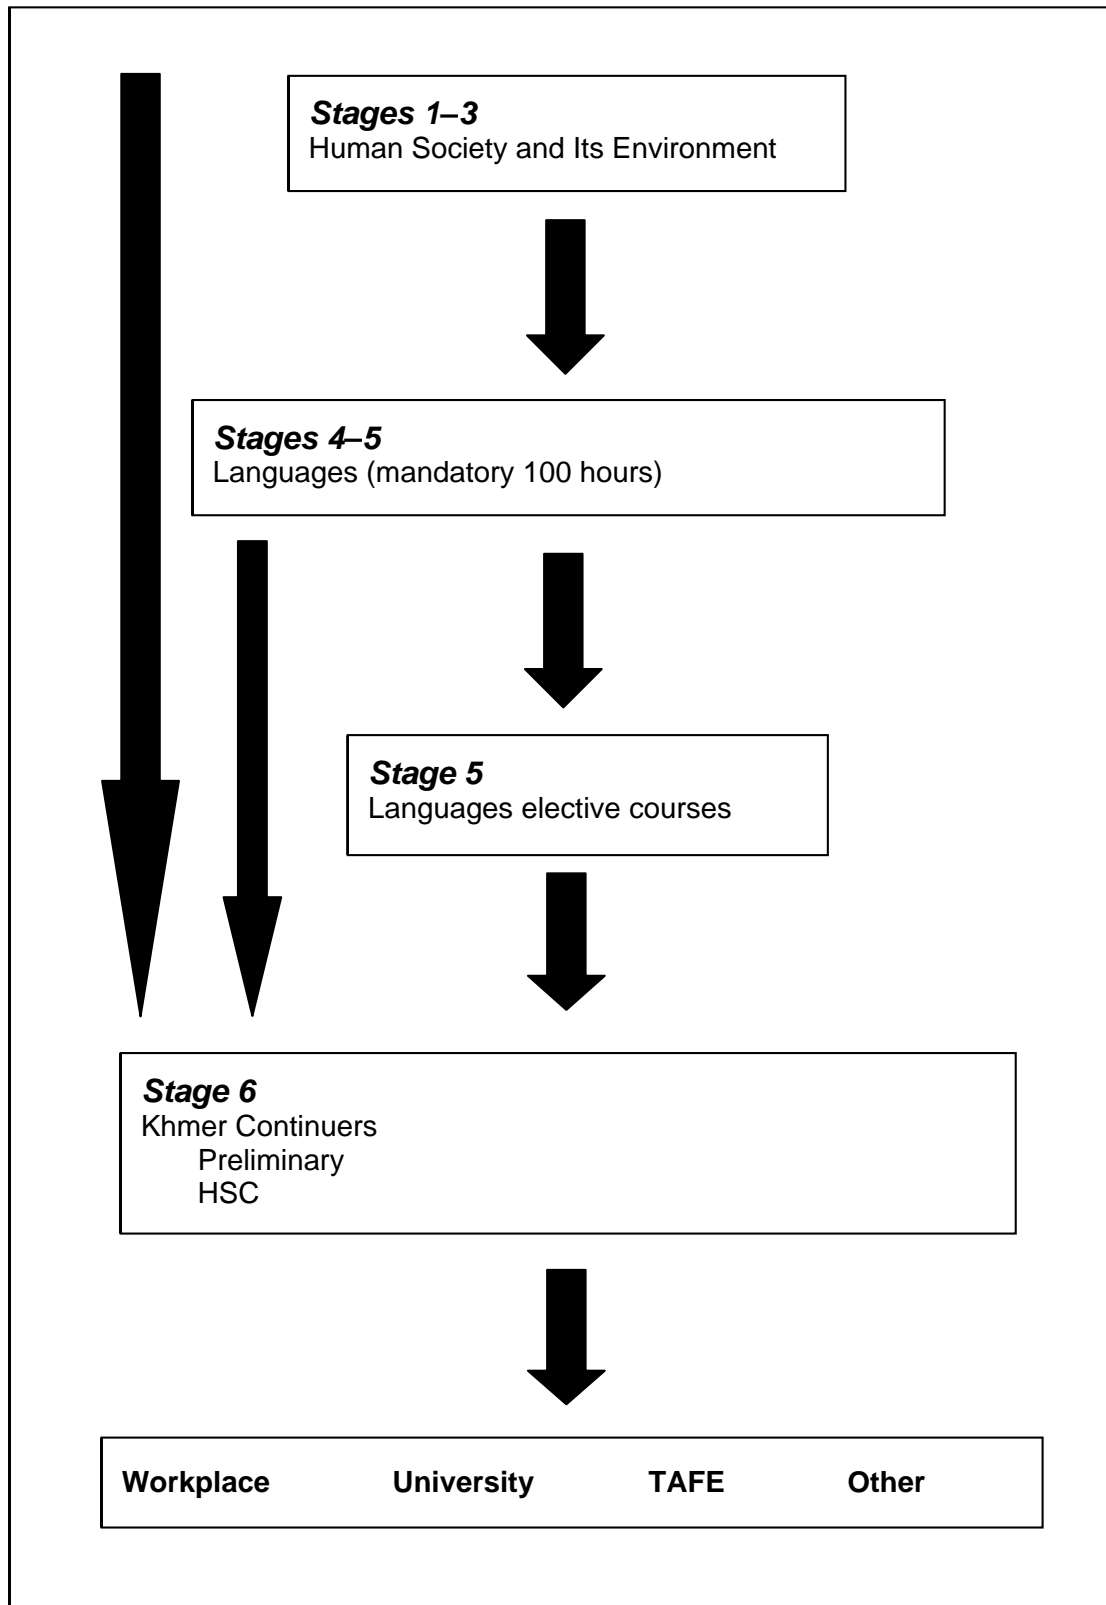 Stages 1–3
Human Society and Its Environment
Stages 4–5
Languages (mandatory 100 hours)
Stage 5
Languages elective courses
Stage 6
Khmer Continuers
Preliminary
HSC
Workplace University TAFE Other